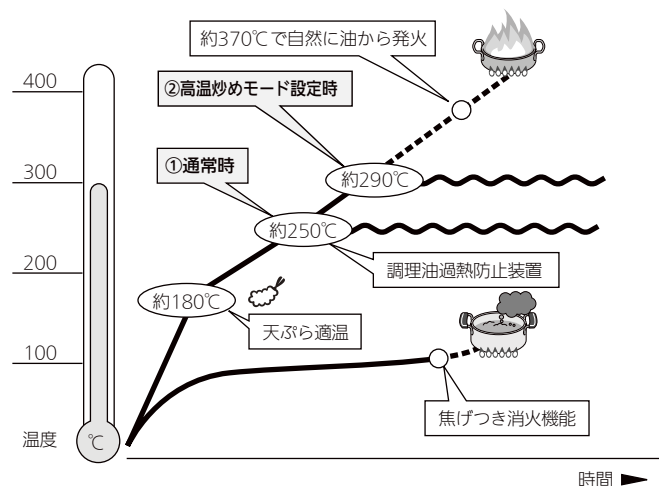 約370℃で自然に油から発火
400
②高温炒めモード設定時
300
①通常時
約290℃
約250℃
200
調理油過熱防止装置
約180℃
天ぷら適温
100
焦げつき消火機能
温度
℃
時間